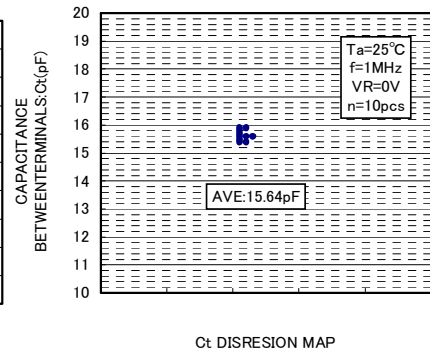 20
19
18
17
16
15
14
13
12
11
10
CAPACITANCE
BETWEENTERMINALS:Ct(pF)
Ta=25°C
f=1MHz
VR=0V
n=10pcs
AVE:15.64pF
Ct DISRESION MAP